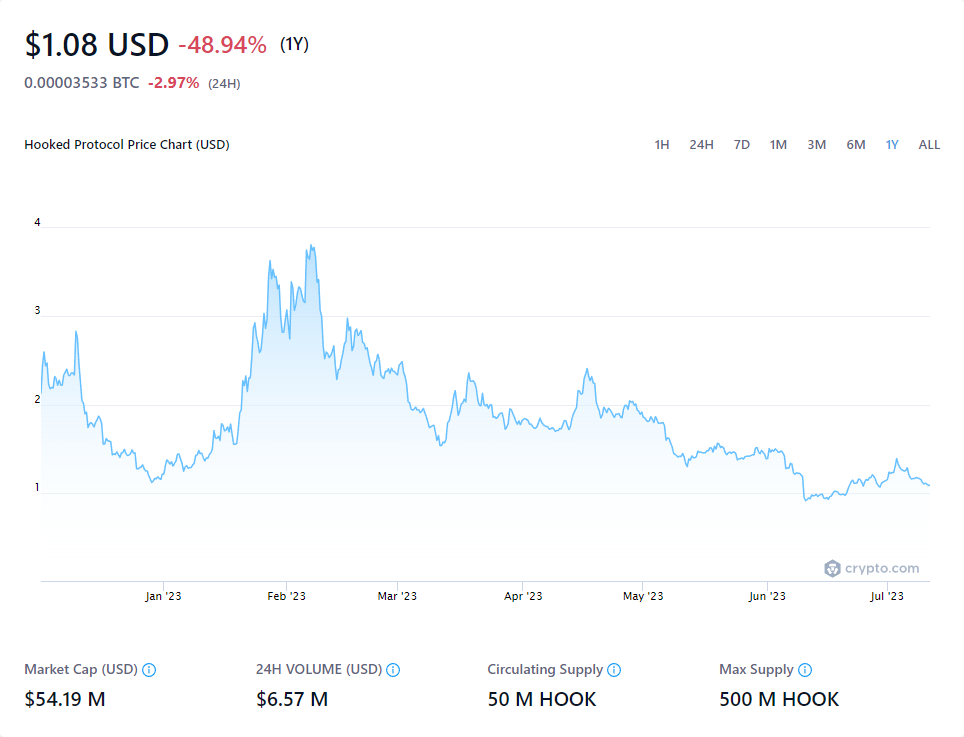 $1.08 USD -48.94% (1Y)
0.00003533 BTC -2.97% (24H)
Hooked Protocol Price Chart (USD) 1H 24H 7D 1M 3M 6M 1Y ALL
4
3
2
1
crypto.com
Jan '23 Feb '23 Mar '23 Apr '23 May '23 Jun '23 Jul '23
Market Cap (USD) 24H VOLUME (USD) Circulating Supply Max Supply
$54.19 M $6.57 M 50 M HOOK 500 M HOOK